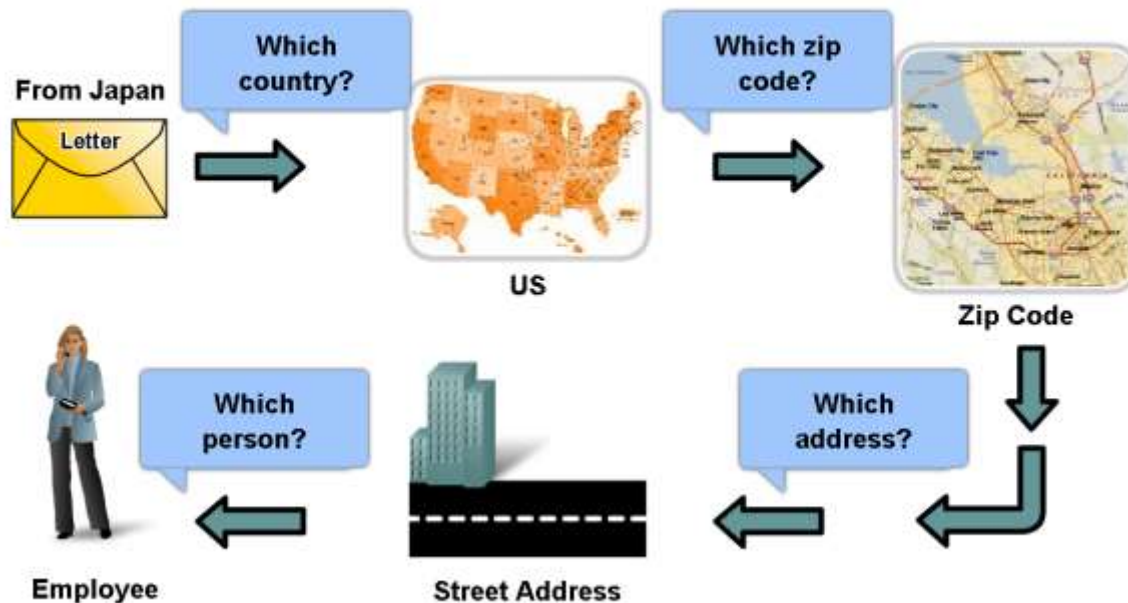 Which
country?
Which zip
code?
From Japan
Letter
US
Zip Code
Which
person?
Which
address?
Employee
Street Address